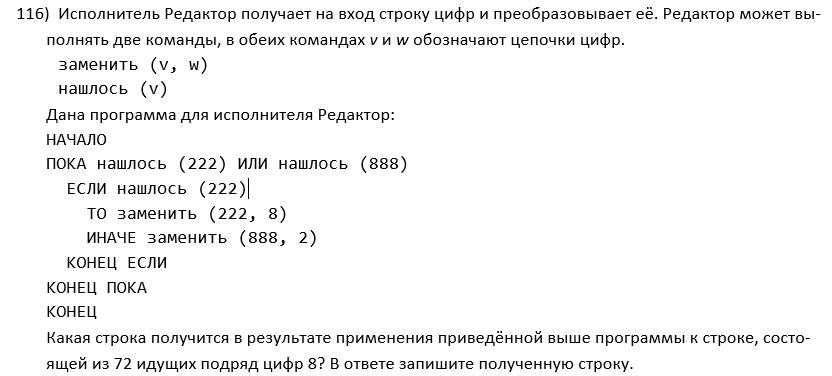 116) Исполнитель Редактор получает на вход строку цифр и преобразовывает её. Редактор может вы-
полнять две команды, в обеих командах v и w обозначают цепочки цифр.
заменить (v, w)
нашлось (v)
Дана программа для исполнителя Редактор:
НАЧАЛО
ПОКА нашлось (222) ИЛИ нашлось (888)
ЕСЛИ нашлось (222)
ТО заменить (222, 8)
ИНАЧЕ заменить (888, 2)
КОНЕЦ ЕСЛИ
КОНЕЦ ПОКА
КОНЕЦ
Какая строка получится в результате применения приведённой выше программы к строке, состо-
ящей из 72 идущих подряд цифр 8? В ответе запишите полученную строку.